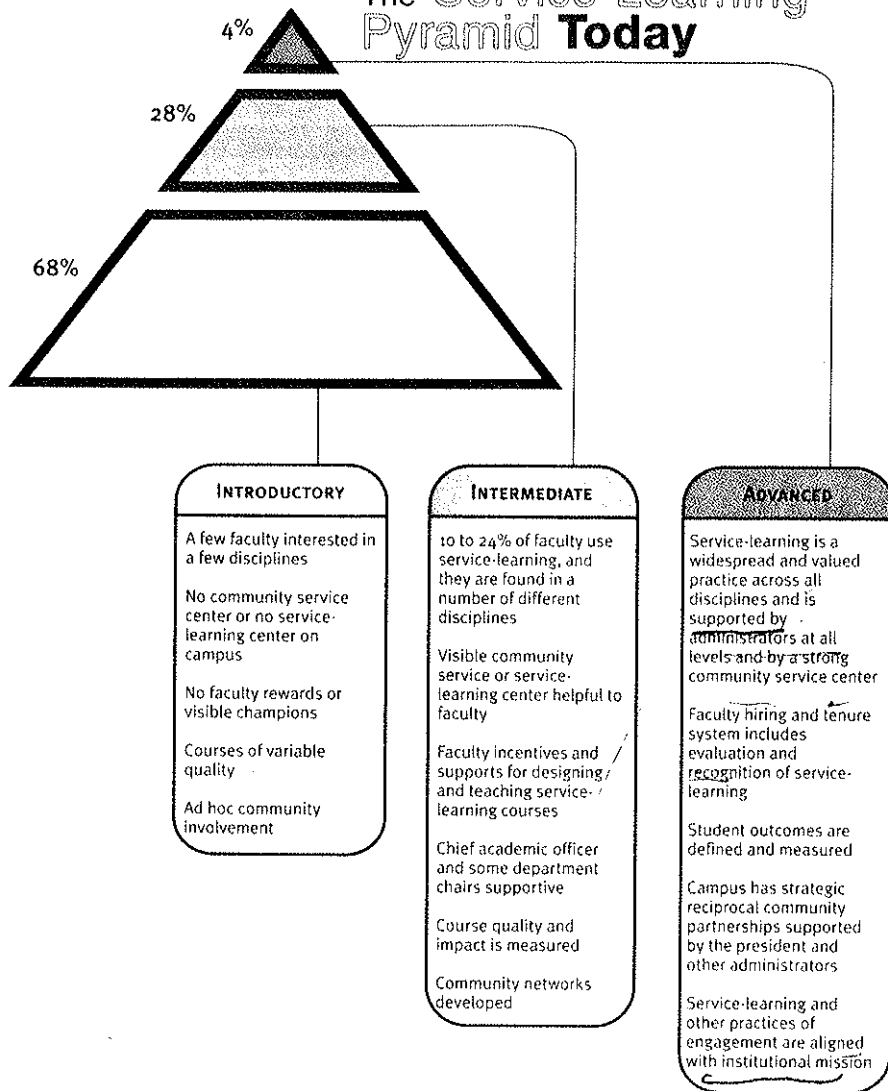 The Service-Learning
Pyramid Today
4%
28%
68%
INTRODUCTORY
A few faculty interested in
a few disciplines
No community service
center or no service-
learning center on
campus
No faculty rewards or
visible champions
Courses of variable
quality
Ad hoc community
involvement
INTERMEDIATE
10 to 24% of faculty use
service-learning, and
they are found in a
number of different
disciplines
Visible community
service or service-
learning center helpful to
faculty
Faculty incentives and
supports for designing
and teaching service-
learning courses
Chief academic officer
and some department
chairs supportive
Course quality and
impact is measured
Community networks
developed
ADVANCED
Service-learning is a
widespread and valued
practice across all
disciplines and is
supported by
administrators at all
levels and by a strong
community service center
Faculty hiring and tenure
system includes
evaluation and
recognition of service-
learning
Student outcomes are
defined and measured
Campus has strategic
reciprocal community
partnerships supported
by the president and
other administrators
Service-learning and
other practices of
engagement are aligned
with institutional mission